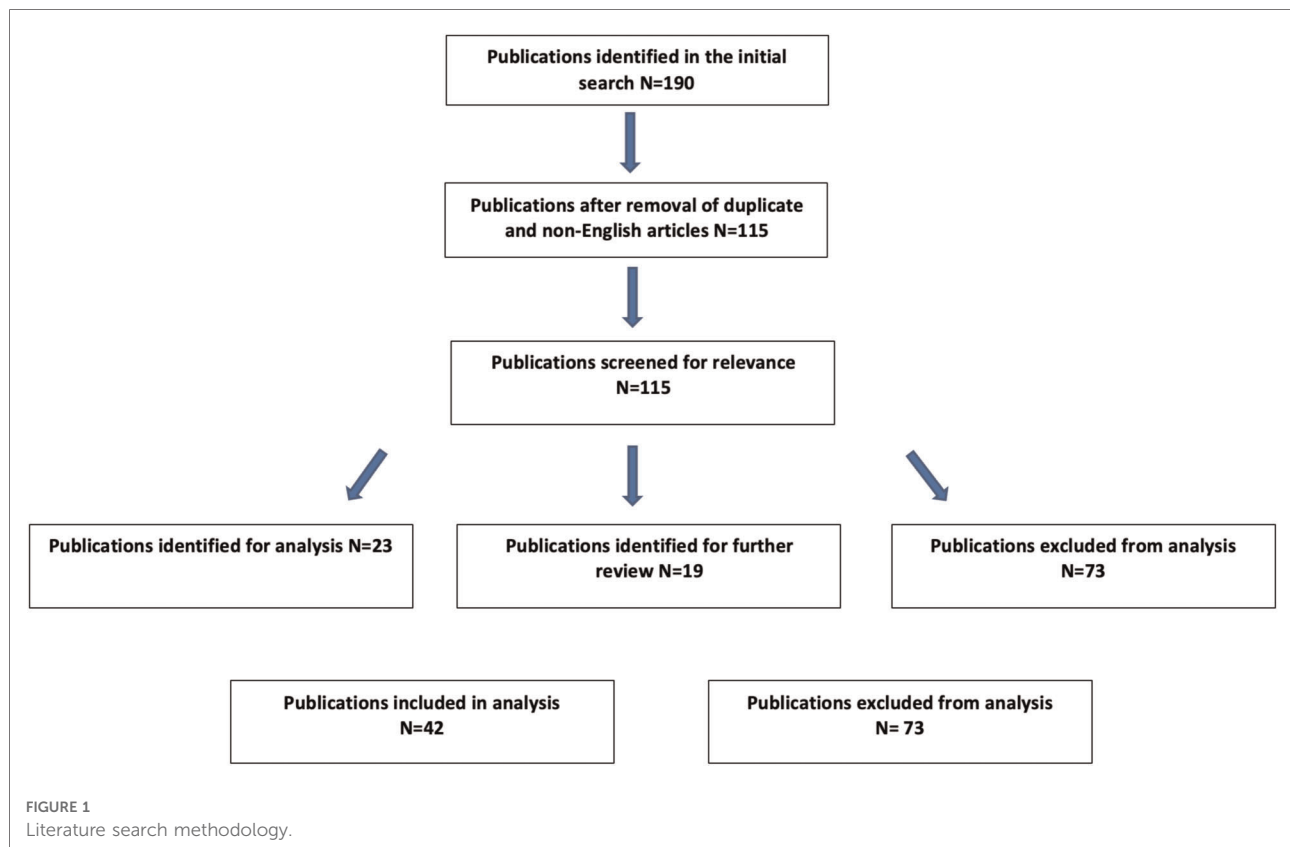 Publications identified in the initial
search N=190
Publications after removal of duplicate
and non-English articles N=115
Publications screened for relevance
N=115
Publications identified for analysis N=23
Publications identified for further
review N=19
Publications excluded from analysis
N=73
Publications included in analysis
N=42
Publications excluded from analysis
N= 73
FIGURE 1
Literature search methodology.